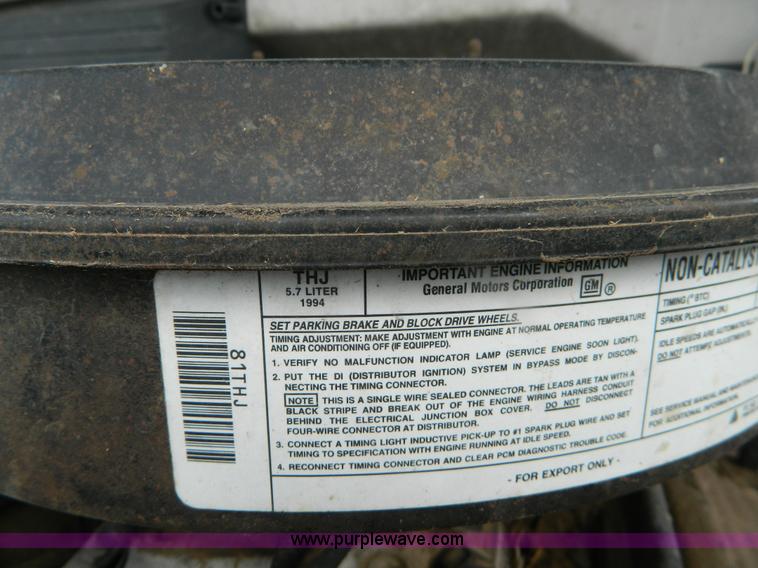 81THJ
THJ
5.7 LITER
1994
IMPORTANT ENGINE INFORMATION
General Motors Corporation GM ®
SET PARKING BRAKE AND BLOCK DRIVE WHEELS.
TIMING ADJUSTMENT: MAKE ADJUSTMENT WITH ENGINE AT NORMAL OPERATING TEMPERATURE
AND AIR CONDITIONING OFF (IF EQUIPPED).
1. VERIFY NO MALFUNCTION INDICATOR LAMP (SERVICE ENGINE SOON LIGHT).
2. PUT THE DI (DISTRIBUTOR IGNITION) SYSTEM IN BYPASS MODE BY DISCON-
NECTING THE TIMING CONNECTOR.
NOTE THIS IS A SINGLE WIRE SEALED CONNECTOR. THE LEADS ARE TAN WITH A
BLACK STRIPE AND BREAK OUT OF THE ENGINE WIRING HARNESS CONDUIT
BEHIND THE ELECTRICAL JUNCTION BOX COVER. DO NOT DISCONNECT
FOUR-WIRE CONNECTOR AT DISTRIBUTOR.
3. CONNECT A TIMING LIGHT INDUCTIVE PICK-UP TO #1 SPARK PLUG WIRE AND SET
TIMING TO SPECIFICATION WITH ENGINE RUNNING AT IDLE SPEED.
4. RECONNECT TIMING CONNECTOR AND CLEAR PCM DIAGNOSTIC TROUBLE CODE.
- FOR EXPORT ONLY -
NON-CATALYST
TIMING (° BTC)
SPARK PLUG GAP (IN.)
IDLE SPEEDS ARE AUTOMATICALLY
DO NOT ATTEMPT ADJUSTMENTS.
SEE SERVICE MANUAL AND MAINTENANCE
FOR ADDITIONAL INFORMATION.
www.purplewave.com